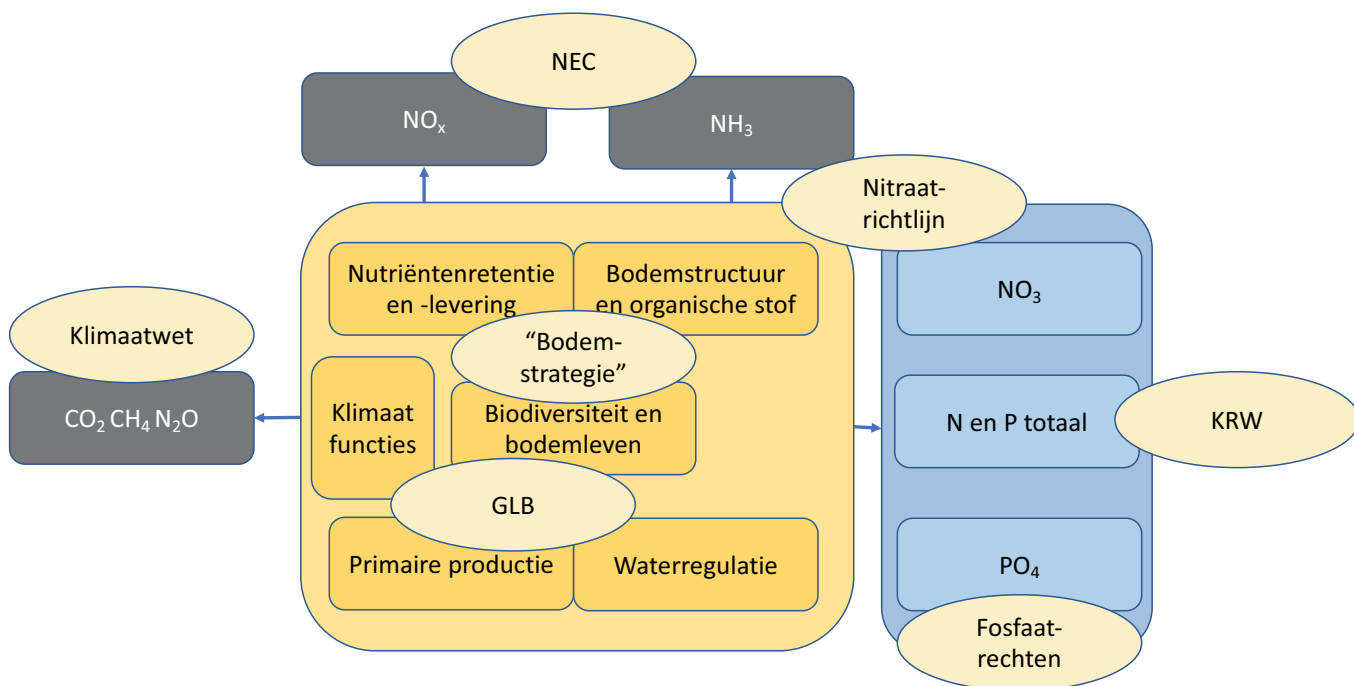 NEC
NOₓ
NH₃
Nitraat-
richtlijn
Nutriëntenretentie
en -levering
Bodemstructuur
en organische stof
NO₃
Klimaatwet
“Bodem-
strategie”
CO₂ CH₄ N₂O
Klimaat
functies
Biodiversiteit en
bodemleven
N en P totaal
KRW
GLB
Primaire productie
Waterregulatie
PO₄
Fosfaat-
rechten